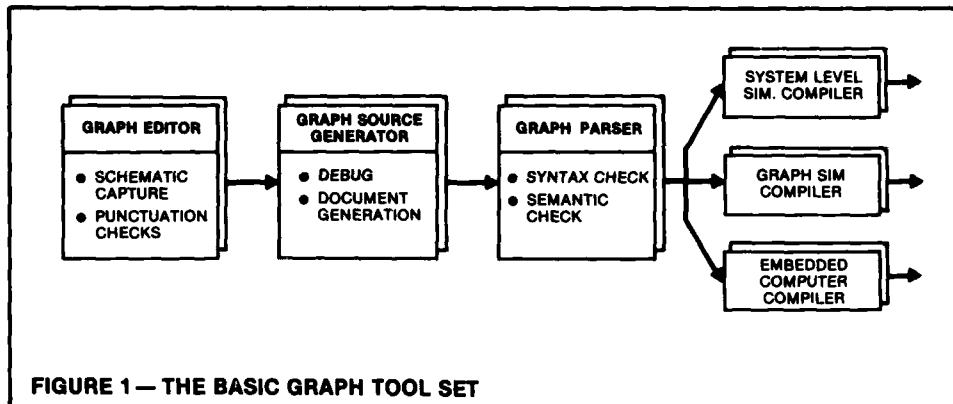 GRAPH EDITOR
● SCHEMATIC
CAPTURE
● PUNCTUATION
CHECKS
GRAPH SOURCE
GENERATOR
● DEBUG
● DOCUMENT
GENERATION
GRAPH PARSER
● SYNTAX CHECK
● SEMANTIC
CHECK
SYSTEM LEVEL
SIM. COMPILER
GRAPH SIM
COMPILER
EMBEDDED
COMPUTER
COMPILER
FIGURE 1 — THE BASIC GRAPH TOOL SET